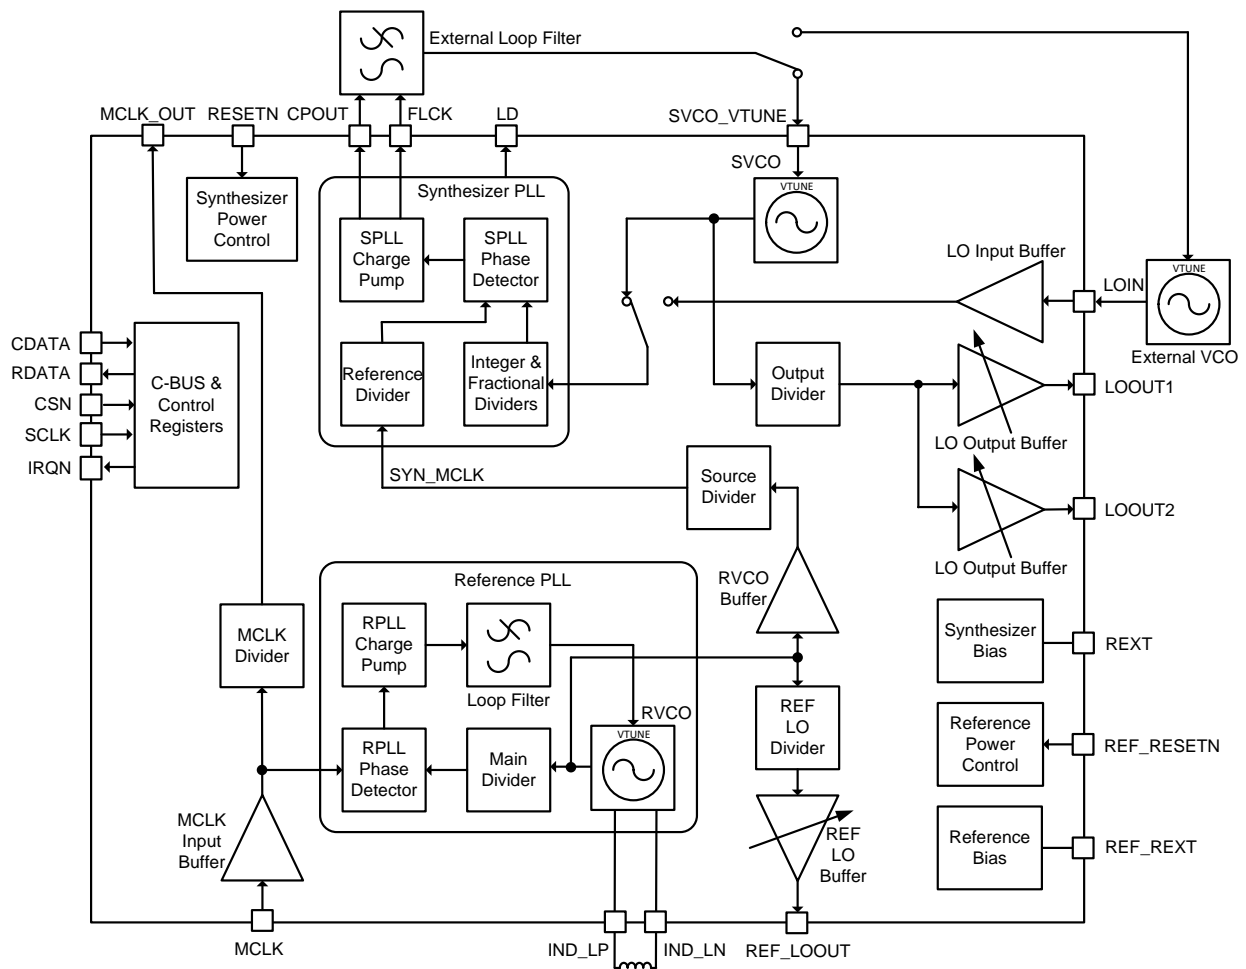 External Loop Filter
MCLK_OUT
RESETN
CPOUT
FLCK
LD
SVCO_VTUNE
SVCO
VTUNE
Synthesizer
Power
Control
Synthesizer PLL
SPLL
Charge
Pump
SPLL
Phase
Detector
LO Input Buffer
LOIN
VTUNE
External VCO
CDATA
RDATA
CSN
SCLK
IRQN
C-BUS &
Control
Registers
Reference
Divider
Integer &
Fractional
Dividers
Output
Divider
LOOUT1
LO Output Buffer
SYN_MCLK
Source
Divider
LOOUT2
LO Output Buffer
Reference PLL
RVCO
Buffer
MCLK
Divider
RPLL
Charge
Pump
Loop Filter
Synthesizer
Bias
REXT
RVCO
VTUNE
REF
LO
Divider
Reference
Power
Control
REF_RESETN
RPLL
Phase
Detector
Main
Divider
MCLK
Input
Buffer
REF
LO
Buffer
Reference
Bias
REF_REXT
MCLK
IND_LP
IND_LN
REF_LOOUT